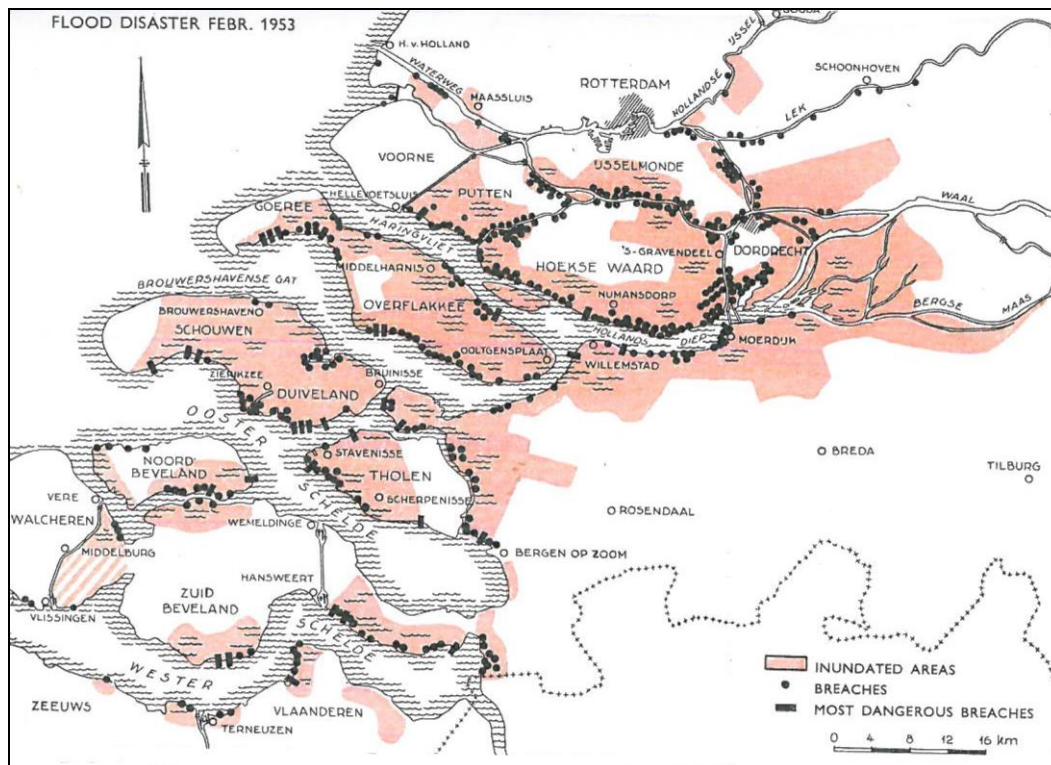 FLOOD DISASTER FEBR. 1953
GOUDA
IJSSEL
H. v. HOLLAND
WATERWEG
MAASSLUIS
ROTTERDAM
HOLLANDSE
SCHOONHOVEN
LEK
VOORNE
IJSSELMONDE
HELLEVOETSLUIS
PUTTEN
GOEREE
HARINGVLIET
WAAL
'S-GRAVENDEEL
DORDRECHT
MIDDELHARNIS
HOEKSE WAARD
BROUWERSHAVENSE GAT
OVERFLAKKEE
NUMANSDORP
BERGSE
MAAS
BROUWERSHAVEN
SCHOUWEN
HOLLANDS
DIEP
MOERDIJK
OOLTGENSPLAAT
WILLEMSTAD
ZIERIKZEE
BRUINISSE
DUIVELAND
OOSTER
SCHELDE
STAVENISSE
THOLEN
BREDA
NOORD
BEVELAND
SCHERPENISSE
TILBURG
VERE
WALCHEREN
WEMELDINGE
ROSENDAAL
MIDDELBURG
BERGEN OP ZOOM
HANSWEERT
ZUID
BEVELAND
VLISSINGEN
SCHELDE
WESTER
INUNDATED AREAS
BREACHES
MOST DANGEROUS BREACHES
ZEEUWS
VLAANDEREN
TERNEUZEN
0 4 8 12 16 km